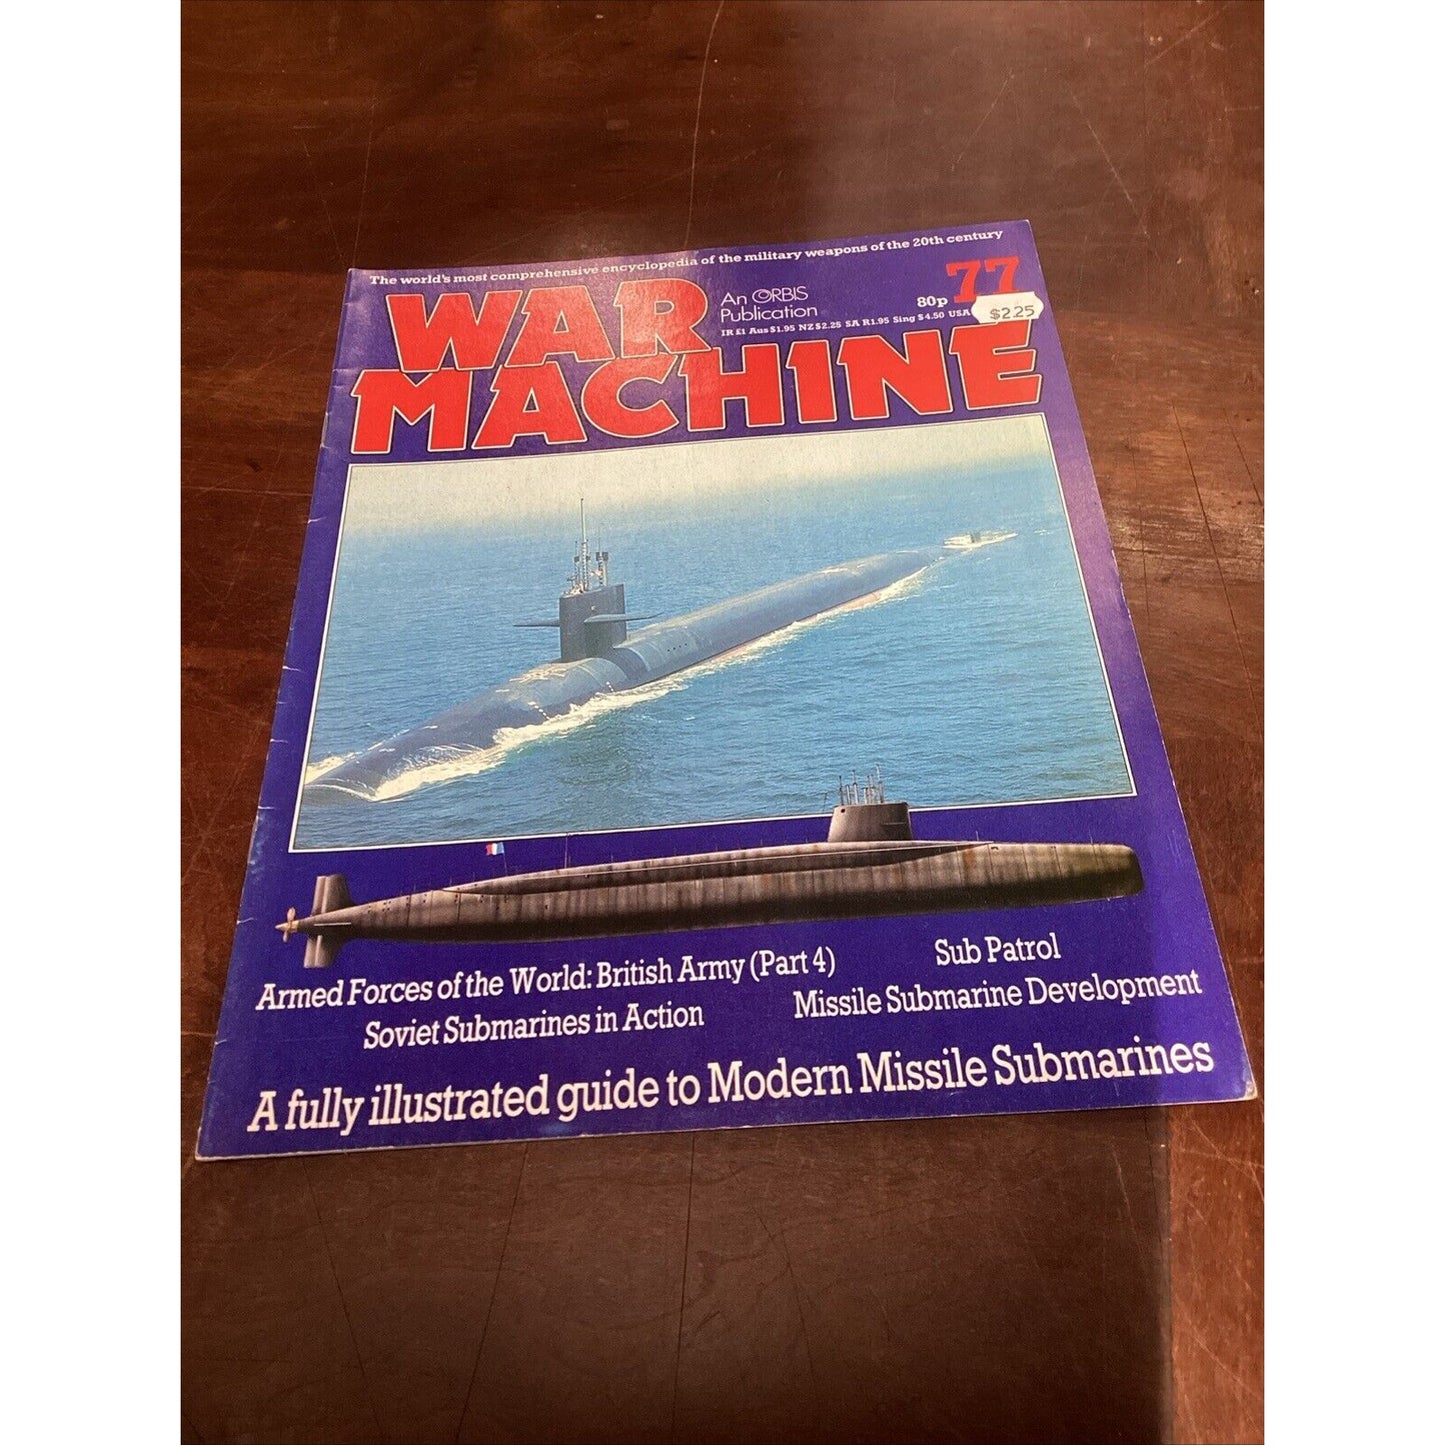 The world's most comprehensive encyclopedia of the military weapons of the 20th century
WAR
MACHINE
An ORBIS
Publication
80p 77
IR £1 Aus $1.95 NZ $2.25 SA R1.95 Sing $4.50 USA
$2.25
Armed Forces of the World: British Army (Part 4)
Soviet Submarines in Action
Sub Patrol
Missile Submarine Development
A fully illustrated guide to Modern Missile Submarines